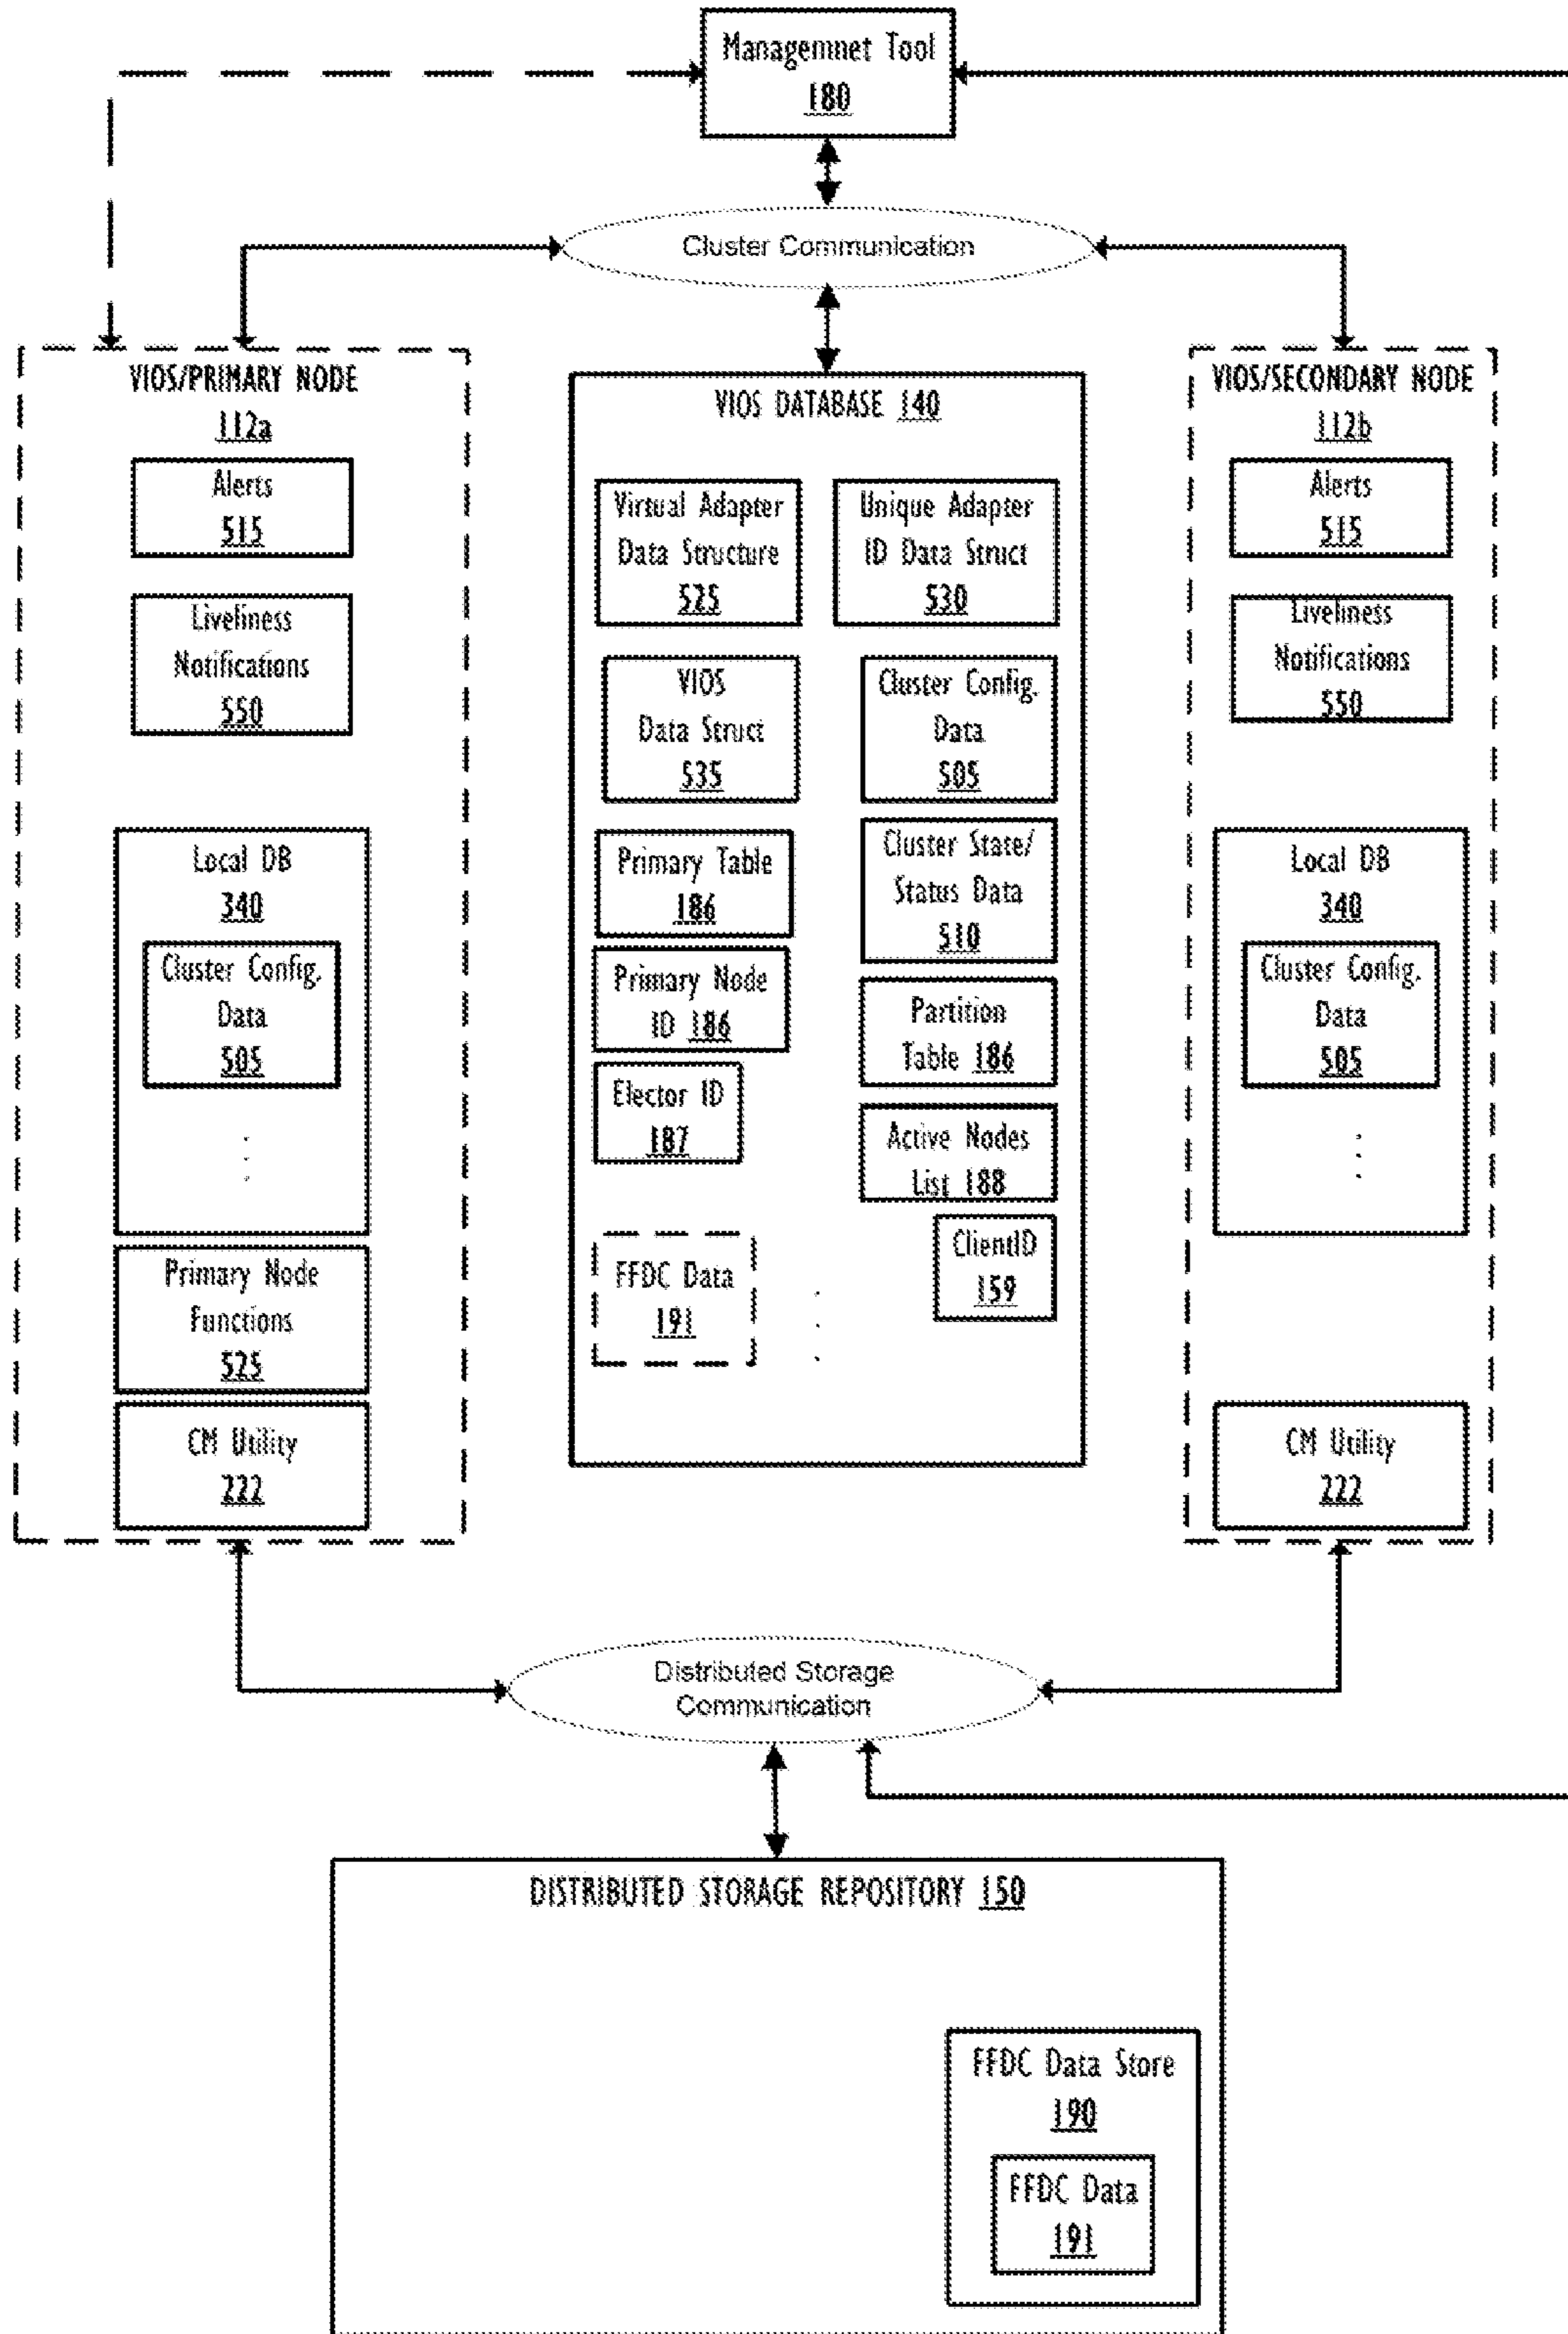 Managemnet Tool
180
Cluster Communication
VIOS/PRIMARY NODE
112a
Alerts
515
Liveliness
Notifications
550
Local DB
340
Cluster Config.
Data
505
Primary Node
Functions
525
CM Utility
222
VIOS DATABASE 140
Virtual Adapter
Data Structure
525
Unique Adapter
ID Data Struct
530
VIOS
Data Struct
535
Cluster Config.
Data
505
Primary Table
186
Cluster State/
Status Data
510
Primary Node
ID 186
Partition
Table 186
Elector ID
187
Active Nodes
List 188
FFDC Data
191
ClientID
159
VIOS/SECONDARY NODE
112b
Alerts
515
Liveliness
Notifications
550
Local DB
340
Cluster Config.
Data
505
CM Utility
222
Distributed Storage
Communication
DISTRIBUTED STORAGE REPOSITORY 150
FFDC Data Store
190
FFDC Data
191